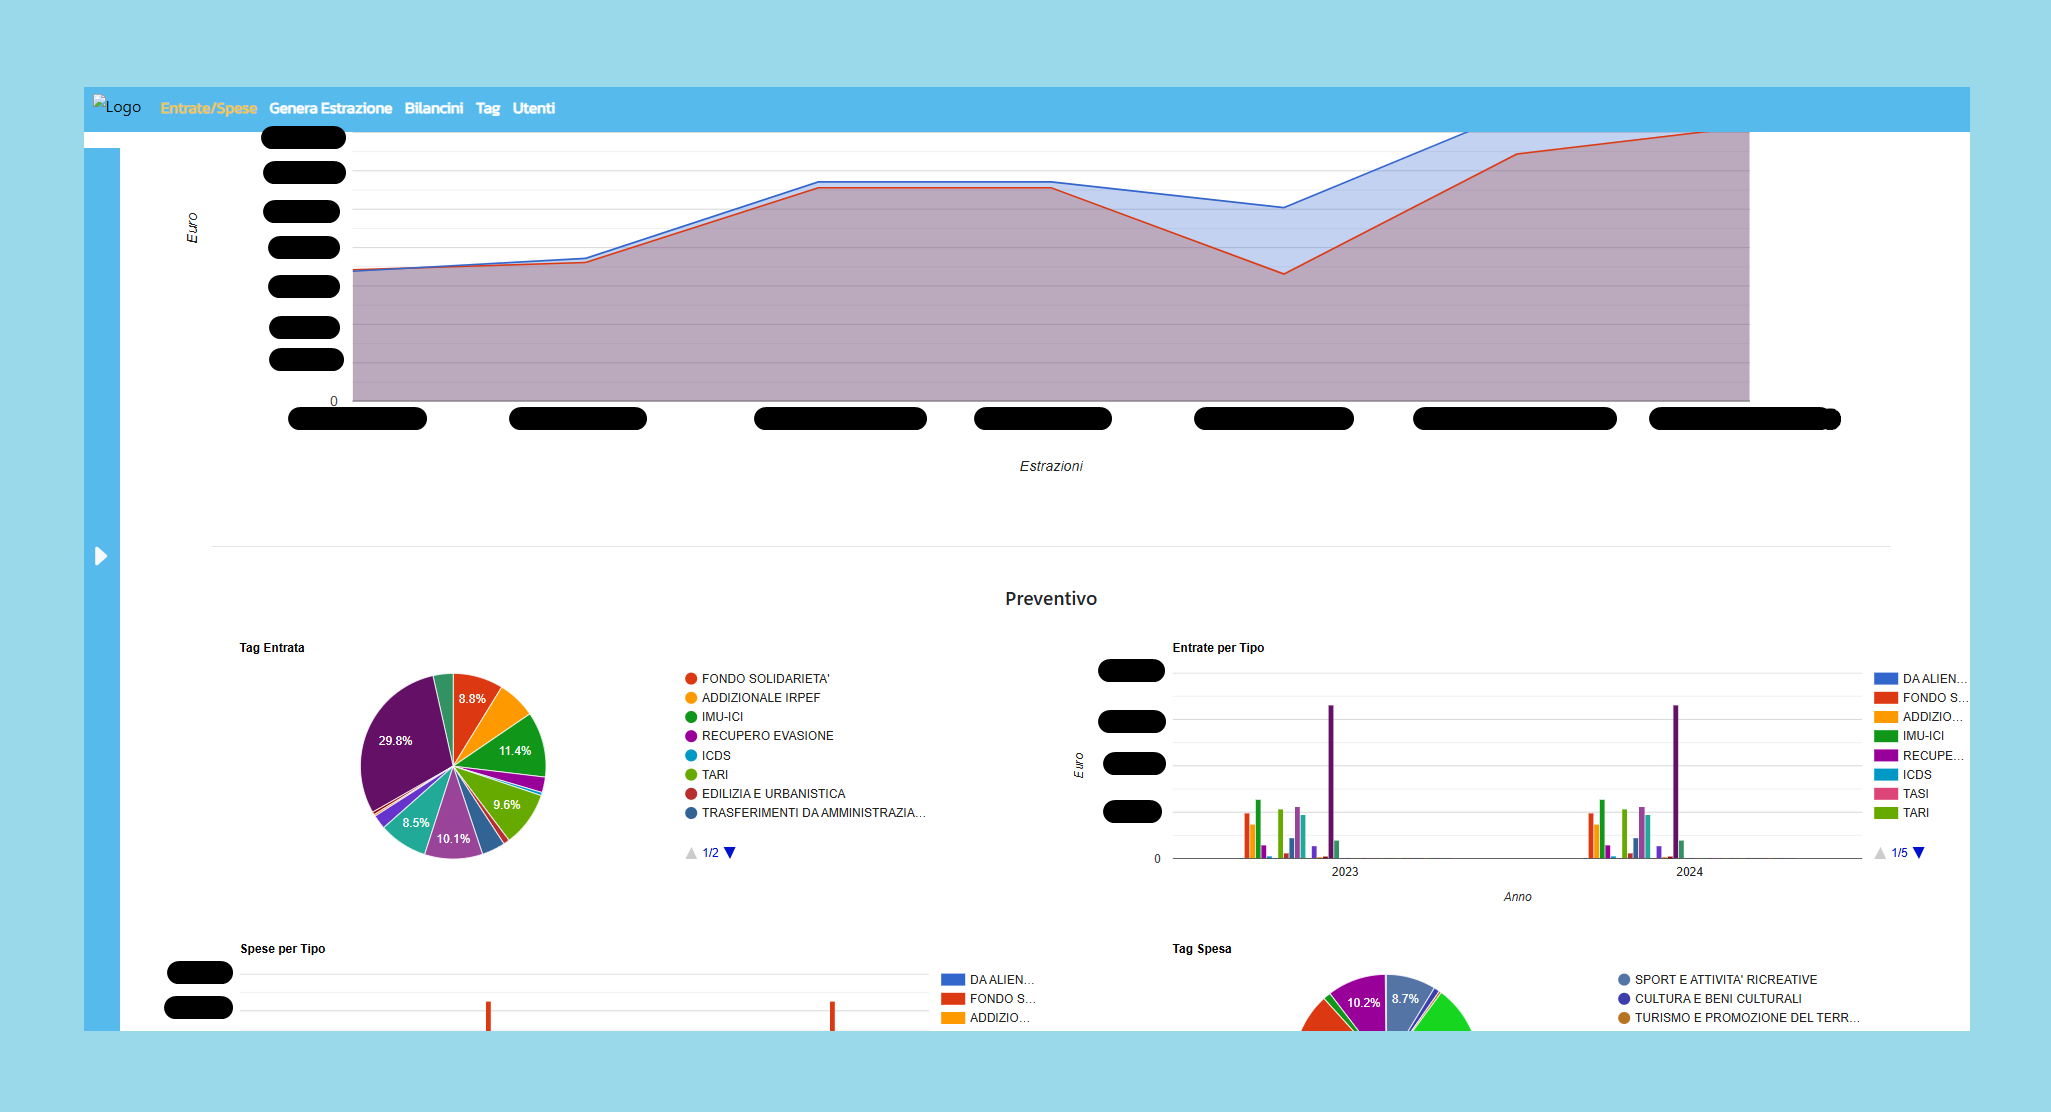 Logo
Entrate/Spese
Genera Estrazione
Bilancini
Tag
Utenti
Euro
0
Estrazioni
Preventivo
Tag Entrata
8.8%
11.4%
9.6%
10.1%
8.5%
29.8%
FONDO SOLIDARIETA'
ADDIZIONALE IRPEF
IMU-ICI
RECUPERO EVASIONE
ICDS
TARI
EDILIZIA E URBANISTICA
TRASFERIMENTI DA AMMINISTRAZIA...
1/2
Entrate per Tipo
Euro
0
2023
2024
Anno
DA ALIEN...
FONDO S...
ADDIZIO...
IMU-ICI
RECUPE...
ICDS
TASI
TARI
1/5
Spese per Tipo
DA ALIEN...
FONDO S...
ADDIZIO...
Tag Spesa
10.2%
8.7%
SPORT E ATTIVITA' RICREATIVE
CULTURA E BENI CULTURALI
TURISMO E PROMOZIONE DEL TERR...